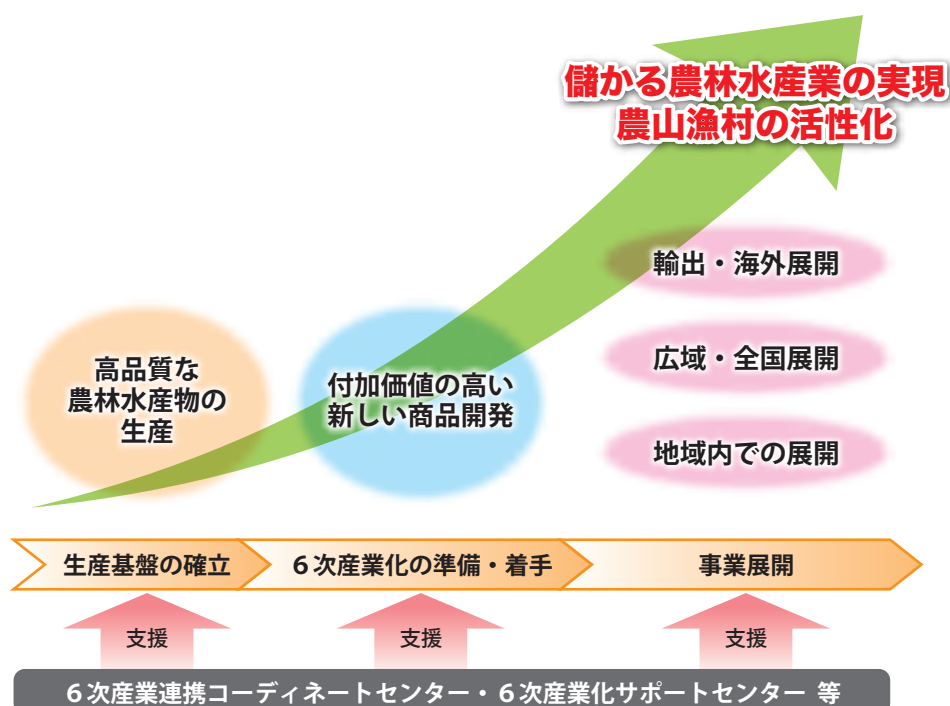 儲かる農林水産業の実現
農山漁村の活性化
輸出・海外展開
広域・全国展開
地域内での展開
高品質な
農林水産物の
生産
付加価値の高い
新しい商品開発
生産基盤の確立
６次産業化の準備・着手
事業展開
支援
支援
支援
６次産業連携コーディネートセンター・６次産業化サポートセンター 等